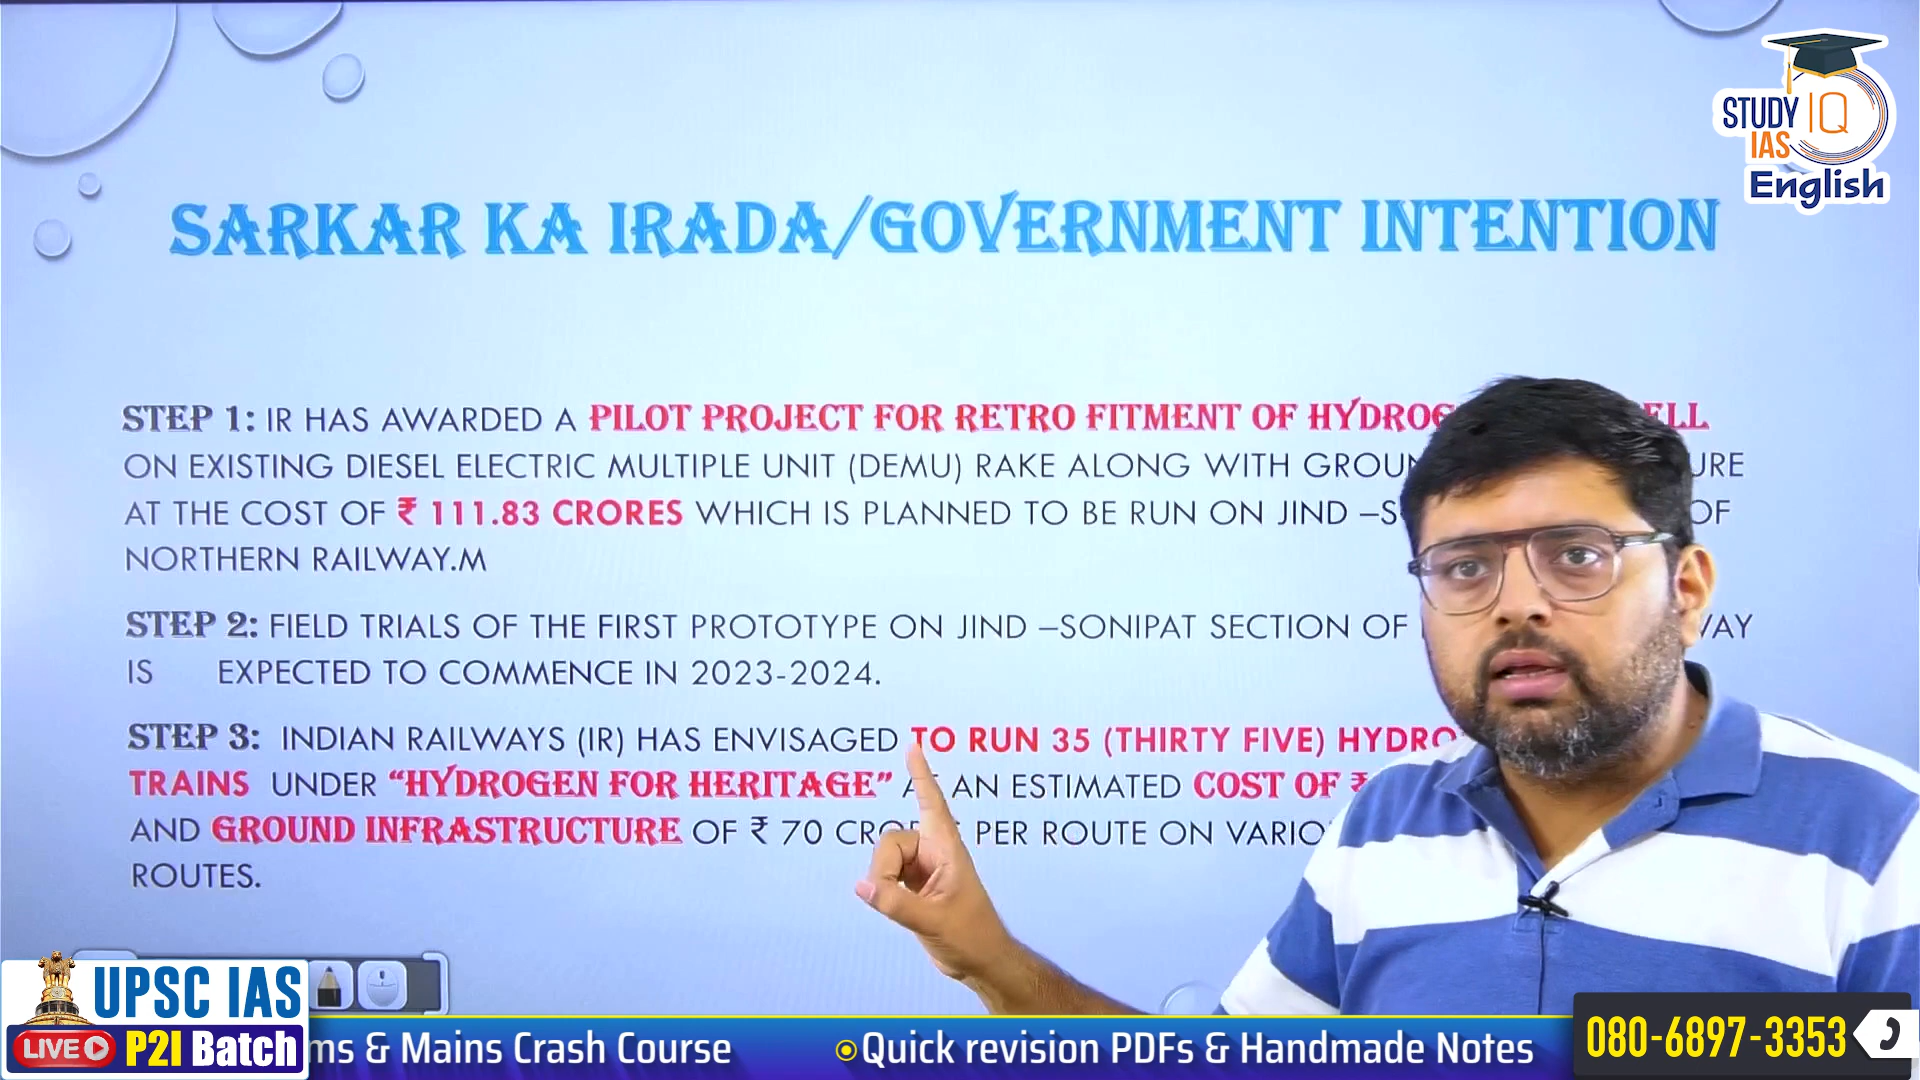 STUDY IQ
IAS
English
SARKAR KA IRADA/GOVERNMENT INTENTION
STEP 1: IR HAS AWARDED A PILOT PROJECT FOR RETRO FITMENT OF
ON EXISTING DIESEL ELECTRIC MULTIPLE UNIT (DEMU) RAKE ALONG WITH
AT THE COST OF ₹ 111.83 CRORES WHICH IS PLANNED TO BE RUN ON JIND – OF
NORTHERN RAILWAY.M
STEP 2: FIELD TRIALS OF THE FIRST PROTOTYPE ON JIND –SONIPAT SECTION OF
IS EXPECTED TO COMMENCE IN 2023-2024.
STEP 3: INDIAN RAILWAYS (IR) HAS ENVISAGED TO RUN 35 (THIRTY FIVE)
TRAINS UNDER “HYDROGEN FOR HERITAGE” AN ESTIMATED COST OF ₹
AND GROUND INFRASTRUCTURE OF ₹ 70 PER ROUTE ON
ROUTES.
UPSC IAS
LIVE P2I Batch
ms & Mains Crash Course
Quick revision PDFs & Handmade Notes
080-6897-3353